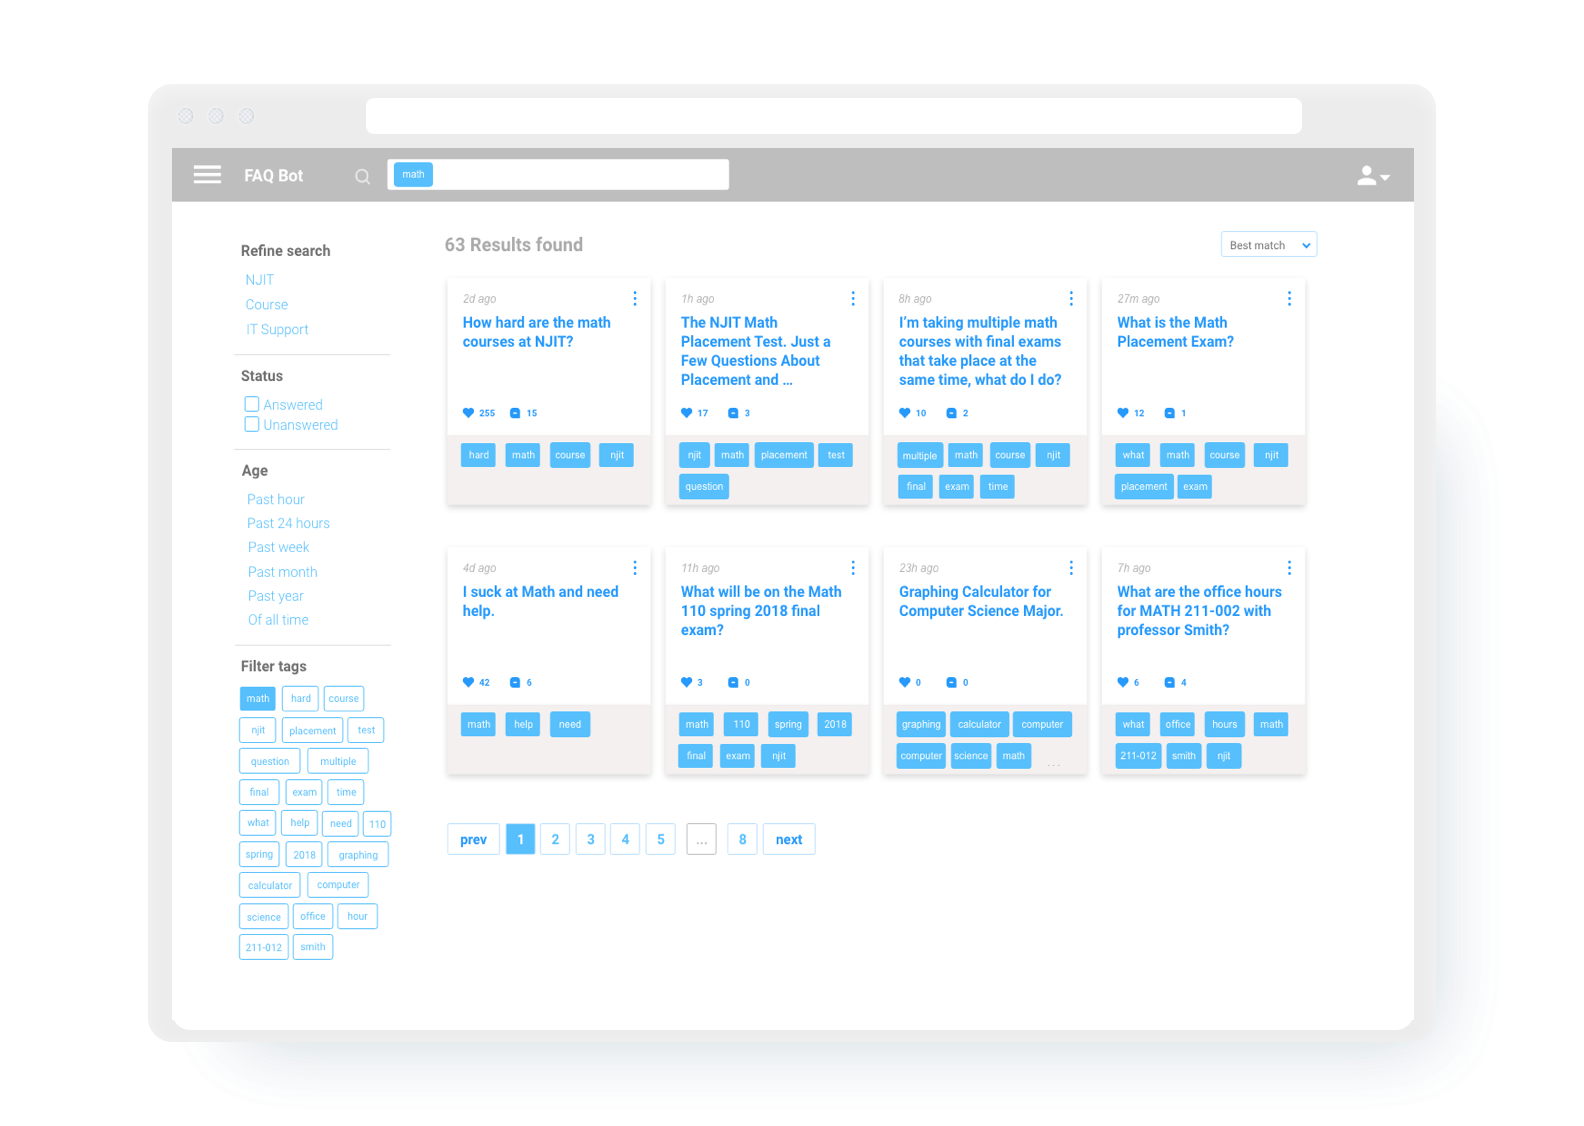 FAQ Bot
math
Refine search
NJIT
Course
IT Support
Status
Answered
Unanswered
Age
Past hour
Past 24 hours
Past week
Past month
Past year
Of all time
Filter tags
math hard course
njit placement test
question multiple
final exam time
what help need 110
spring 2018 graphing
calculator computer
science office hour
211-012 smith
63 Results found
Best match
2d ago
How hard are the math
courses at NJIT?
255 15
hard math course njit
1h ago
The NJIT Math
Placement Test. Just a
Few Questions About
Placement and ...
17 3
njit math placement test
question
8h ago
I'm taking multiple math
courses with final exams
that take place at the
same time, what do I do?
10 2
multiple math course njit
final exam time
27m ago
What is the Math
Placement Exam?
12 1
what math course njit
placement exam
4d ago
I suck at Math and need
help.
42 6
math help need
11h ago
What will be on the Math
110 spring 2018 final
exam?
3 0
math 110 spring 2018
final exam njit
23h ago
Graphing Calculator for
Computer Science Major.
0 0
graphing calculator computer
computer science math ...
7h ago
What are the office hours
for MATH 211-002 with
professor Smith?
6 4
what office hours math
211-012 smith njit
prev 1 2 3 4 5 ... 8 next